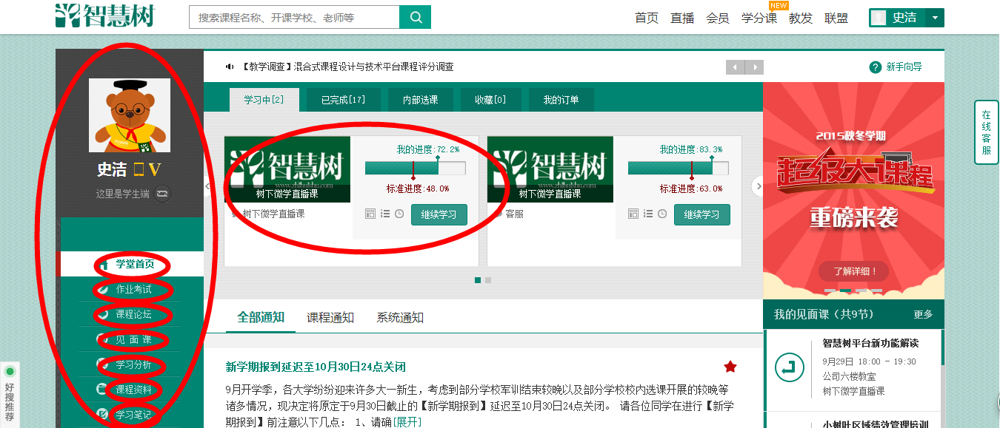 智慧树
搜索课程名称、开课学校、老师等
首页 直播 会员 学分课 教发 联盟
NEW
史洁
【教学调查】混合式课程设计与技术平台课程评分调查
? 新手向导
史洁 V
这里是学生端
学堂首页
作业考试
课程论坛
见面课
学习分析
课程资料
学习笔记
学习中[2] 已完成[17] 内部选课 收藏[0] 我的订单
智慧树
树下微学直播课
我的进度:72.2%
标准进度:48.0%
树下微学直播课
继续学习
智慧树
树下微学直播课
我的进度:83.3%
标准进度:63.0%
客服
继续学习
2015秋冬学期
超级大课程
重磅来袭
了解详细！
在线客服
全部通知 课程通知 系统通知
新学期报到延迟至10月30日24点关闭
9月开学季，各大学纷纷迎来许多大一新生，考虑到部分学校军训结束较晚以及部分学校校内选课开展的较晚等
诸多情况，现决定将原定于9月30日截止的【新学期报到】延迟至10月30日24点关闭。 请各位同学在进行【新学
期报到】前注意以下几点： 1、请确[展开]
我的见面课（共9节） 更多
智慧树平台新功能解读
9月29日 18:00 - 19:30
公司六楼教室
树下微学直播课
小树叶区域绩效管理培训
好搜推荐